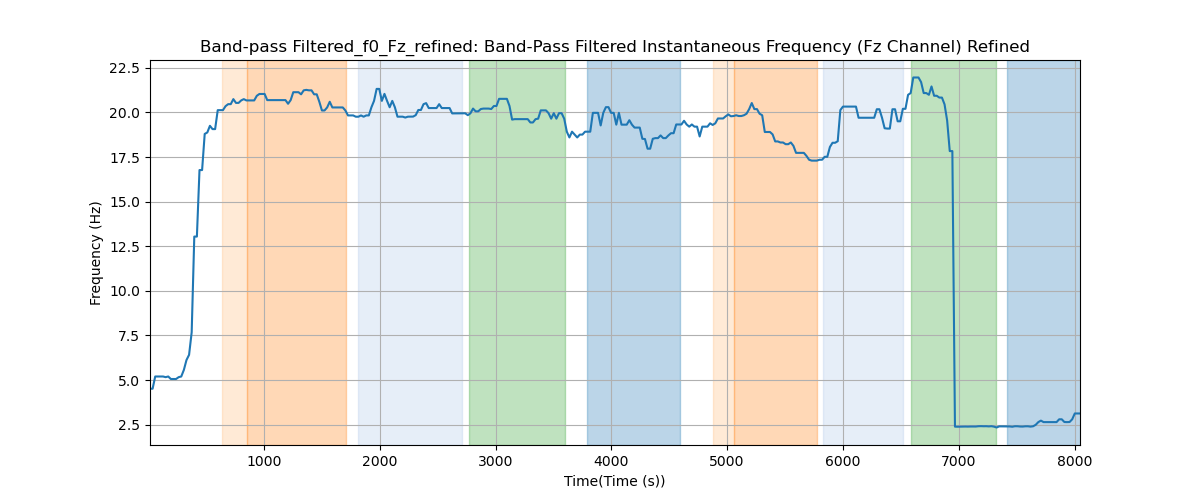 Band-pass Filtered_f0_Fz_refined: Band-Pass Filtered Instantaneous Frequency (Fz Channel) Refined
22.5
20.0
17.5
15.0
12.5
10.0
7.5
5.0
2.5
Frequency (Hz)
1000 2000 3000 4000 5000 6000 7000 8000
Time(Time (s))